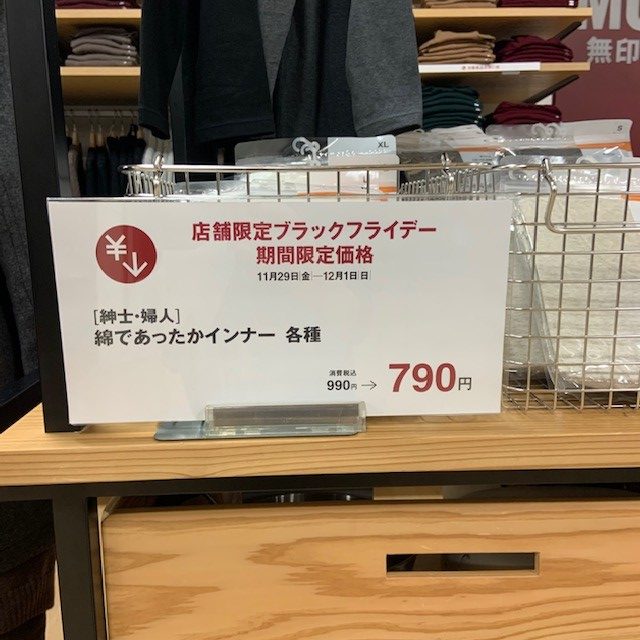 無印
XL
S
¥
店舗限定ブラックフライデー
期間限定価格
11月29日[金]—12月1日[日]
[紳士・婦人]
綿であったかインナー 各種
消費税込
990円→790円